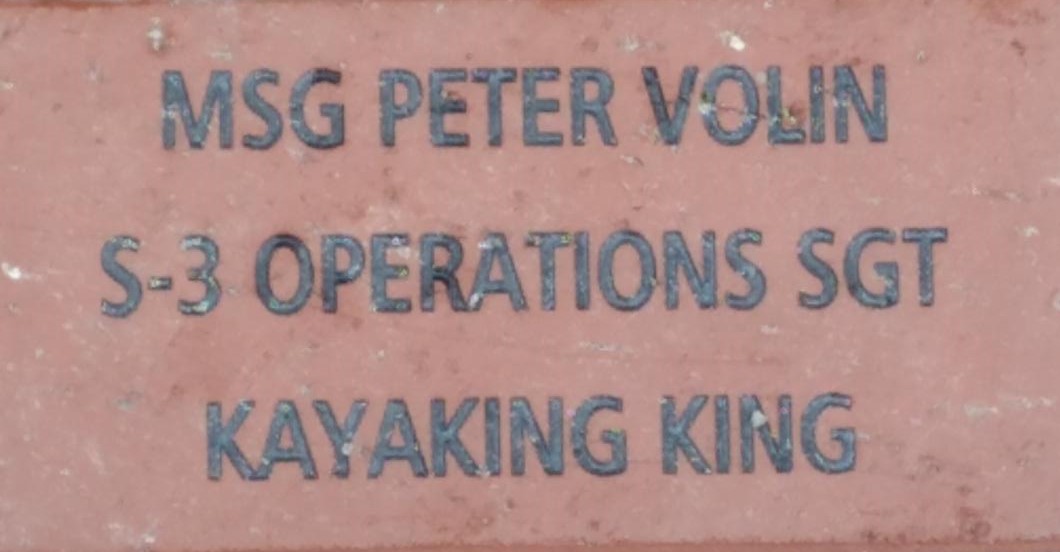 MSG PETER VOLIN
S-3 OPERATIONS SGT
KAYAKING KING